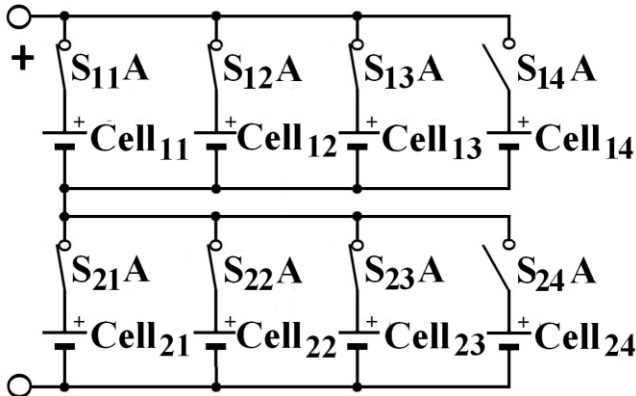 + S₁₁A S₁₂A S₁₃A S₁₄A
+ Cell₁₁ + Cell₁₂ + Cell₁₃ + Cell₁₄
S₂₁A S₂₂A S₂₃A S₂₄A
+ Cell₂₁ + Cell₂₂ + Cell₂₃ + Cell₂₄